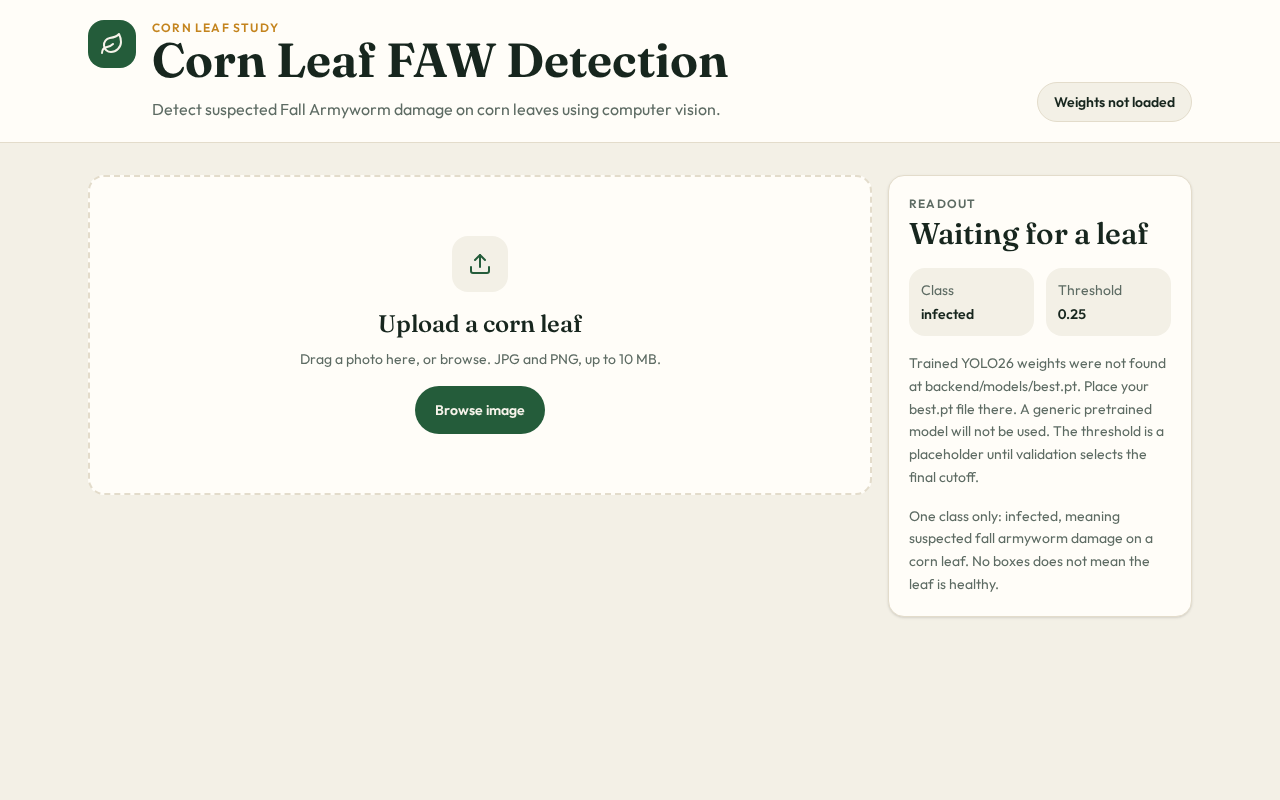 CORN LEAF STUDY
Corn Leaf FAW Detection
Detect suspected Fall Armyworm damage on corn leaves using computer vision.
Weights not loaded
Upload a corn leaf
Drag a photo here, or browse. JPG and PNG, up to 10 MB.
Browse image
READOUT
Waiting for a leaf
Class
infected
Threshold
0.25
Trained YOLO26 weights were not found
at backend/models/best.pt. Place your
best.pt file there. A generic pretrained
model will not be used. The threshold is a
placeholder until validation selects the
final cutoff.
One class only: infected, meaning
suspected fall armyworm damage on a
corn leaf. No boxes does not mean the
leaf is healthy.